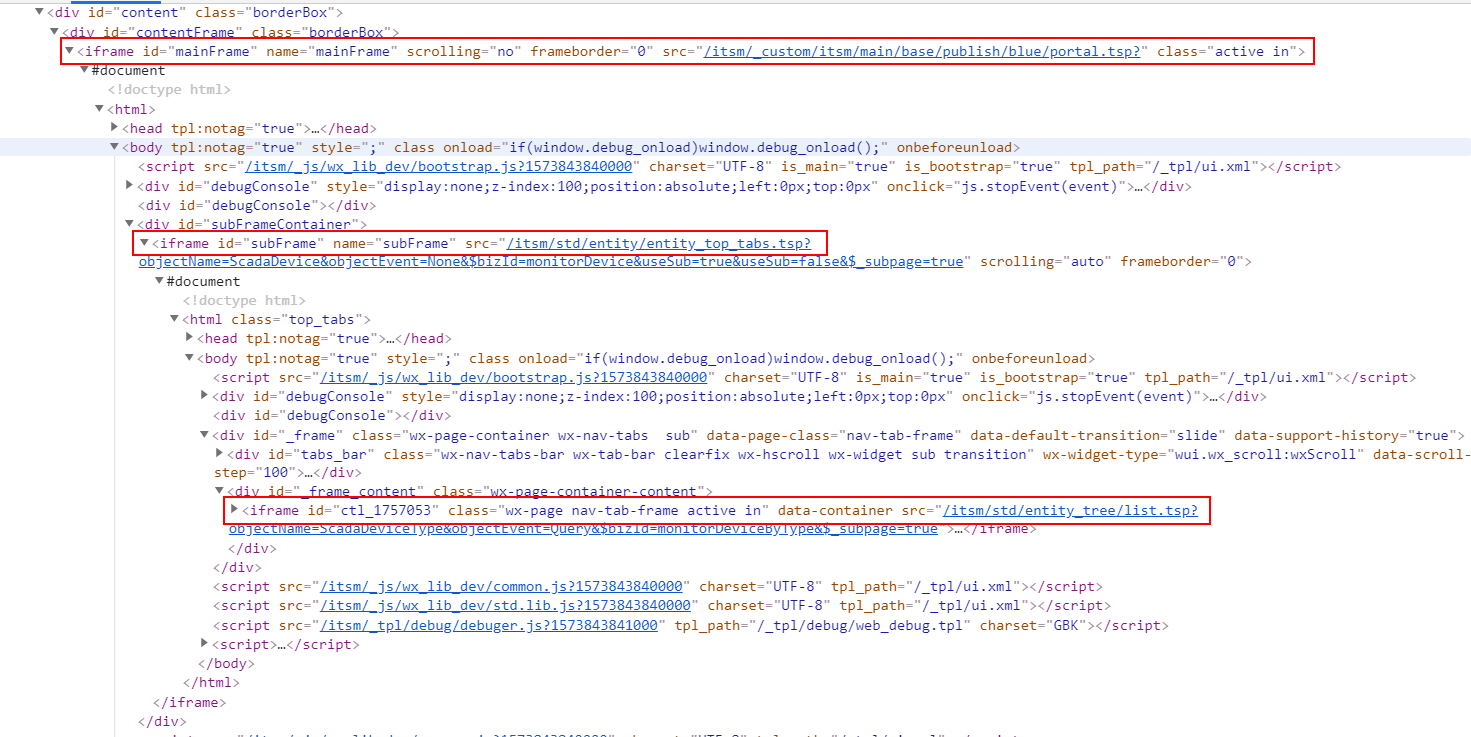 <div id="content" class="borderBox">
<div id="contentFrame" class="borderBox">
<iframe id="mainFrame" name="mainFrame" scrolling="no" frameborder="0" src="/itsm/_custom/itsm/main/base/publish/blue/portal.tsp?" class="active in">
#document
<!doctype html>
<html>
<head tpl:notag="true">…</head>
<body tpl:notag="true" style=";" class onload="if(window.debug_onload)window.debug_onload();" onbeforeunload>
<script src="/itsm/_js/wx_lib_dev/bootstrap.js?1573843840000" charset="UTF-8" is_main="true" is_bootstrap="true" tpl_path="/_tpl/ui.xml"></script>
<div id="debugConsole" style="display:none;z-index:100;position:absolute;left:0px;top:0px" onclick="js.stopEvent(event)">…</div>
<div id="debugConsole"></div>
<div id="subFrameContainer">
<iframe id="subFrame" name="subFrame" src="/itsm/std/entity/entity_top_tabs.tsp?
objectName=ScadaDevice&objectEvent=None&$bizId=monitorDevice&useSub=true&useSub=false&$_subpage=true" scrolling="auto" frameborder="0">
#document
<!doctype html>
<html class="top_tabs">
<head tpl:notag="true">…</head>
<body tpl:notag="true" style=";" class onload="if(window.debug_onload)window.debug_onload();" onbeforeunload>
<script src="/itsm/_js/wx_lib_dev/bootstrap.js?1573843840000" charset="UTF-8" is_main="true" is_bootstrap="true" tpl_path="/_tpl/ui.xml"></script>
<div id="debugConsole" style="display:none;z-index:100;position:absolute;left:0px;top:0px" onclick="js.stopEvent(event)">…</div>
<div id="debugConsole"></div>
<div id="_frame" class="wx-page-container wx-nav-tabs  sub" data-page-class="nav-tab-frame" data-default-transition="slide" data-support-history="true">
<div id="tabs_bar" class="wx-nav-tabs-bar wx-tab-bar clearfix wx-hscroll wx-widget sub transition" wx-widget-type="wui.wx_scroll:wxScroll" data-scroll-
step="100">…</div>
<div id="_frame_content" class="wx-page-container-content">
<iframe id="ctl_1757053" class="wx-page nav-tab-frame active in" data-container src="/itsm/std/entity_tree/list.tsp?
objectName=ScadaDeviceType&objectEvent=Query&$bizId=monitorDeviceByType&$_subpage=true">…</iframe>
</div>
</div>
<script src="/itsm/_js/wx_lib_dev/common.js?1573843840000" charset="UTF-8" tpl_path="/_tpl/ui.xml"></script>
<script src="/itsm/_js/wx_lib_dev/std.lib.js?1573843840000" charset="UTF-8" tpl_path="/_tpl/ui.xml"></script>
<script src="/itsm/_tpl/debug/debuger.js?1573843841000" tpl_path="/_tpl/debug/web_debug.tpl" charset="GBK"></script>
<script>…</script>
</body>
</html>
</iframe>
</div>